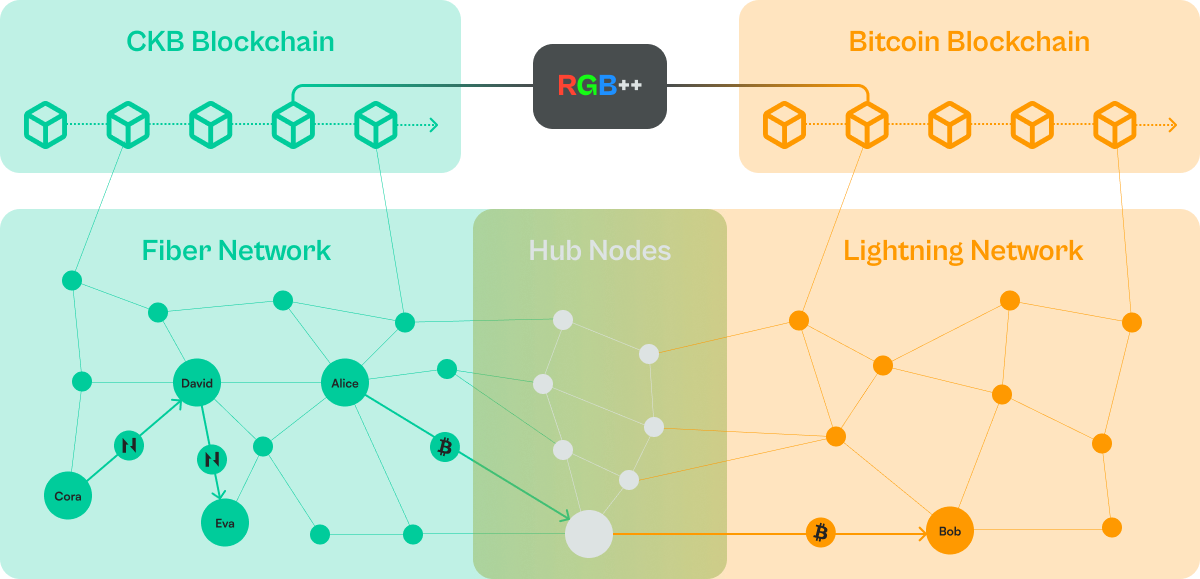 CKB Blockchain
RGB++
Bitcoin Blockchain
Fiber Network
Hub Nodes
Lightning Network
David
Alice
Cora
Eva
Bob